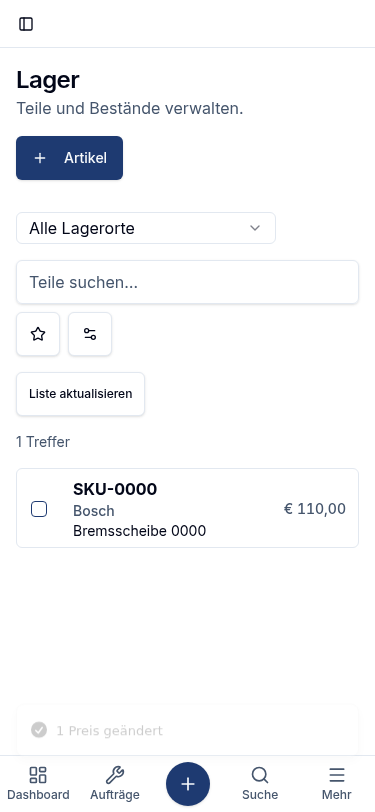 Lager
Teile und Bestände verwalten.
Artikel
Alle Lagerorte
Teile suchen...
Liste aktualisieren
1 Treffer
SKU-0000
Bosch
€ 110,00
Bremsscheibe 0000
1 Preis geändert
Dashboard
Aufträge
Suche
Mehr